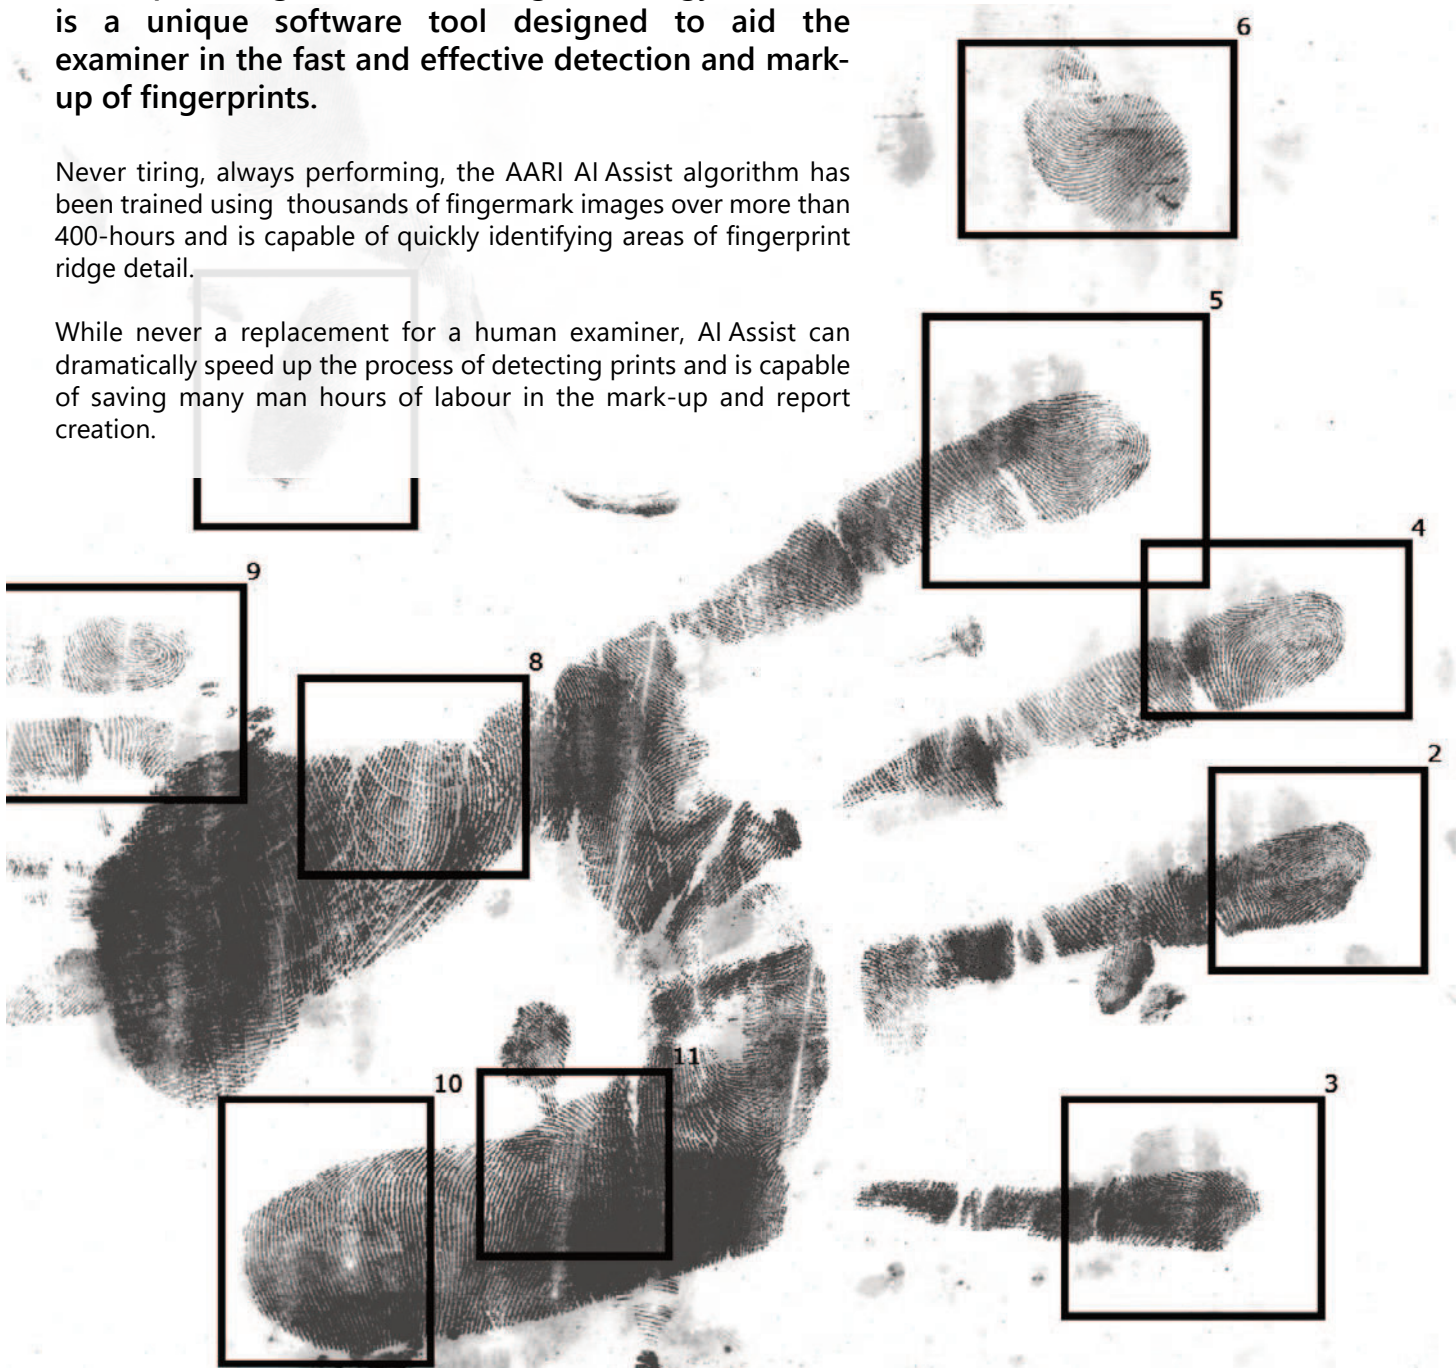 is a unique software tool designed to aid the
examiner in the fast and effective detection and mark-
up of fingerprints.
Never tiring, always performing, the AARI AI Assist algorithm has
been trained using thousands of fingermark images over more than
400-hours and is capable of quickly identifying areas of fingerprint
ridge detail.
While never a replacement for a human examiner, AI Assist can
dramatically speed up the process of detecting prints and is capable
of saving many man hours of labour in the mark-up and report
creation.
6
5
4
9
8
2
11
10
3